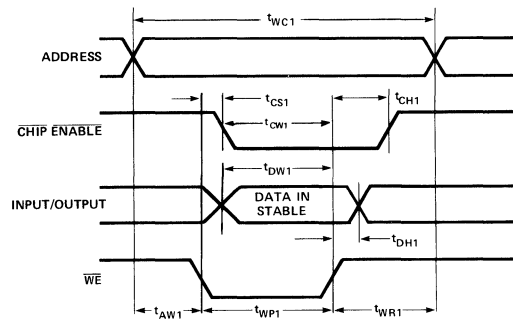 tWC1
ADDRESS
tCS1
tCH1
CHIP ENABLE
tCW1
tDW1
INPUT/OUTPUT
DATA IN
STABLE
tDH1
WE
tAW1
tWP1
tWR1